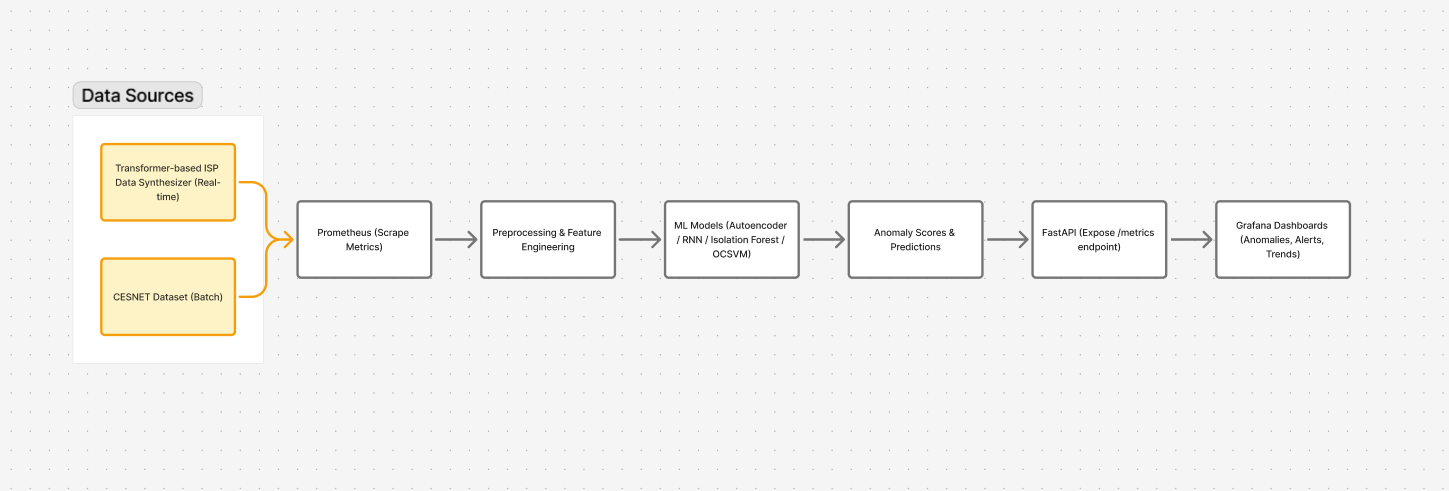 Data Sources
Transformer-based ISP
Data Synthesizer (Real-
time)
CESNET Dataset (Batch)
Prometheus (Scrape
Metrics)
Preprocessing & Feature
Engineering
ML Models (Autoencoder
/ RNN / Isolation Forest /
OCSVM)
Anomaly Scores &
Predictions
FastAPI (Expose /metrics
endpoint)
Grafana Dashboards
(Anomalies, Alerts,
Trends)